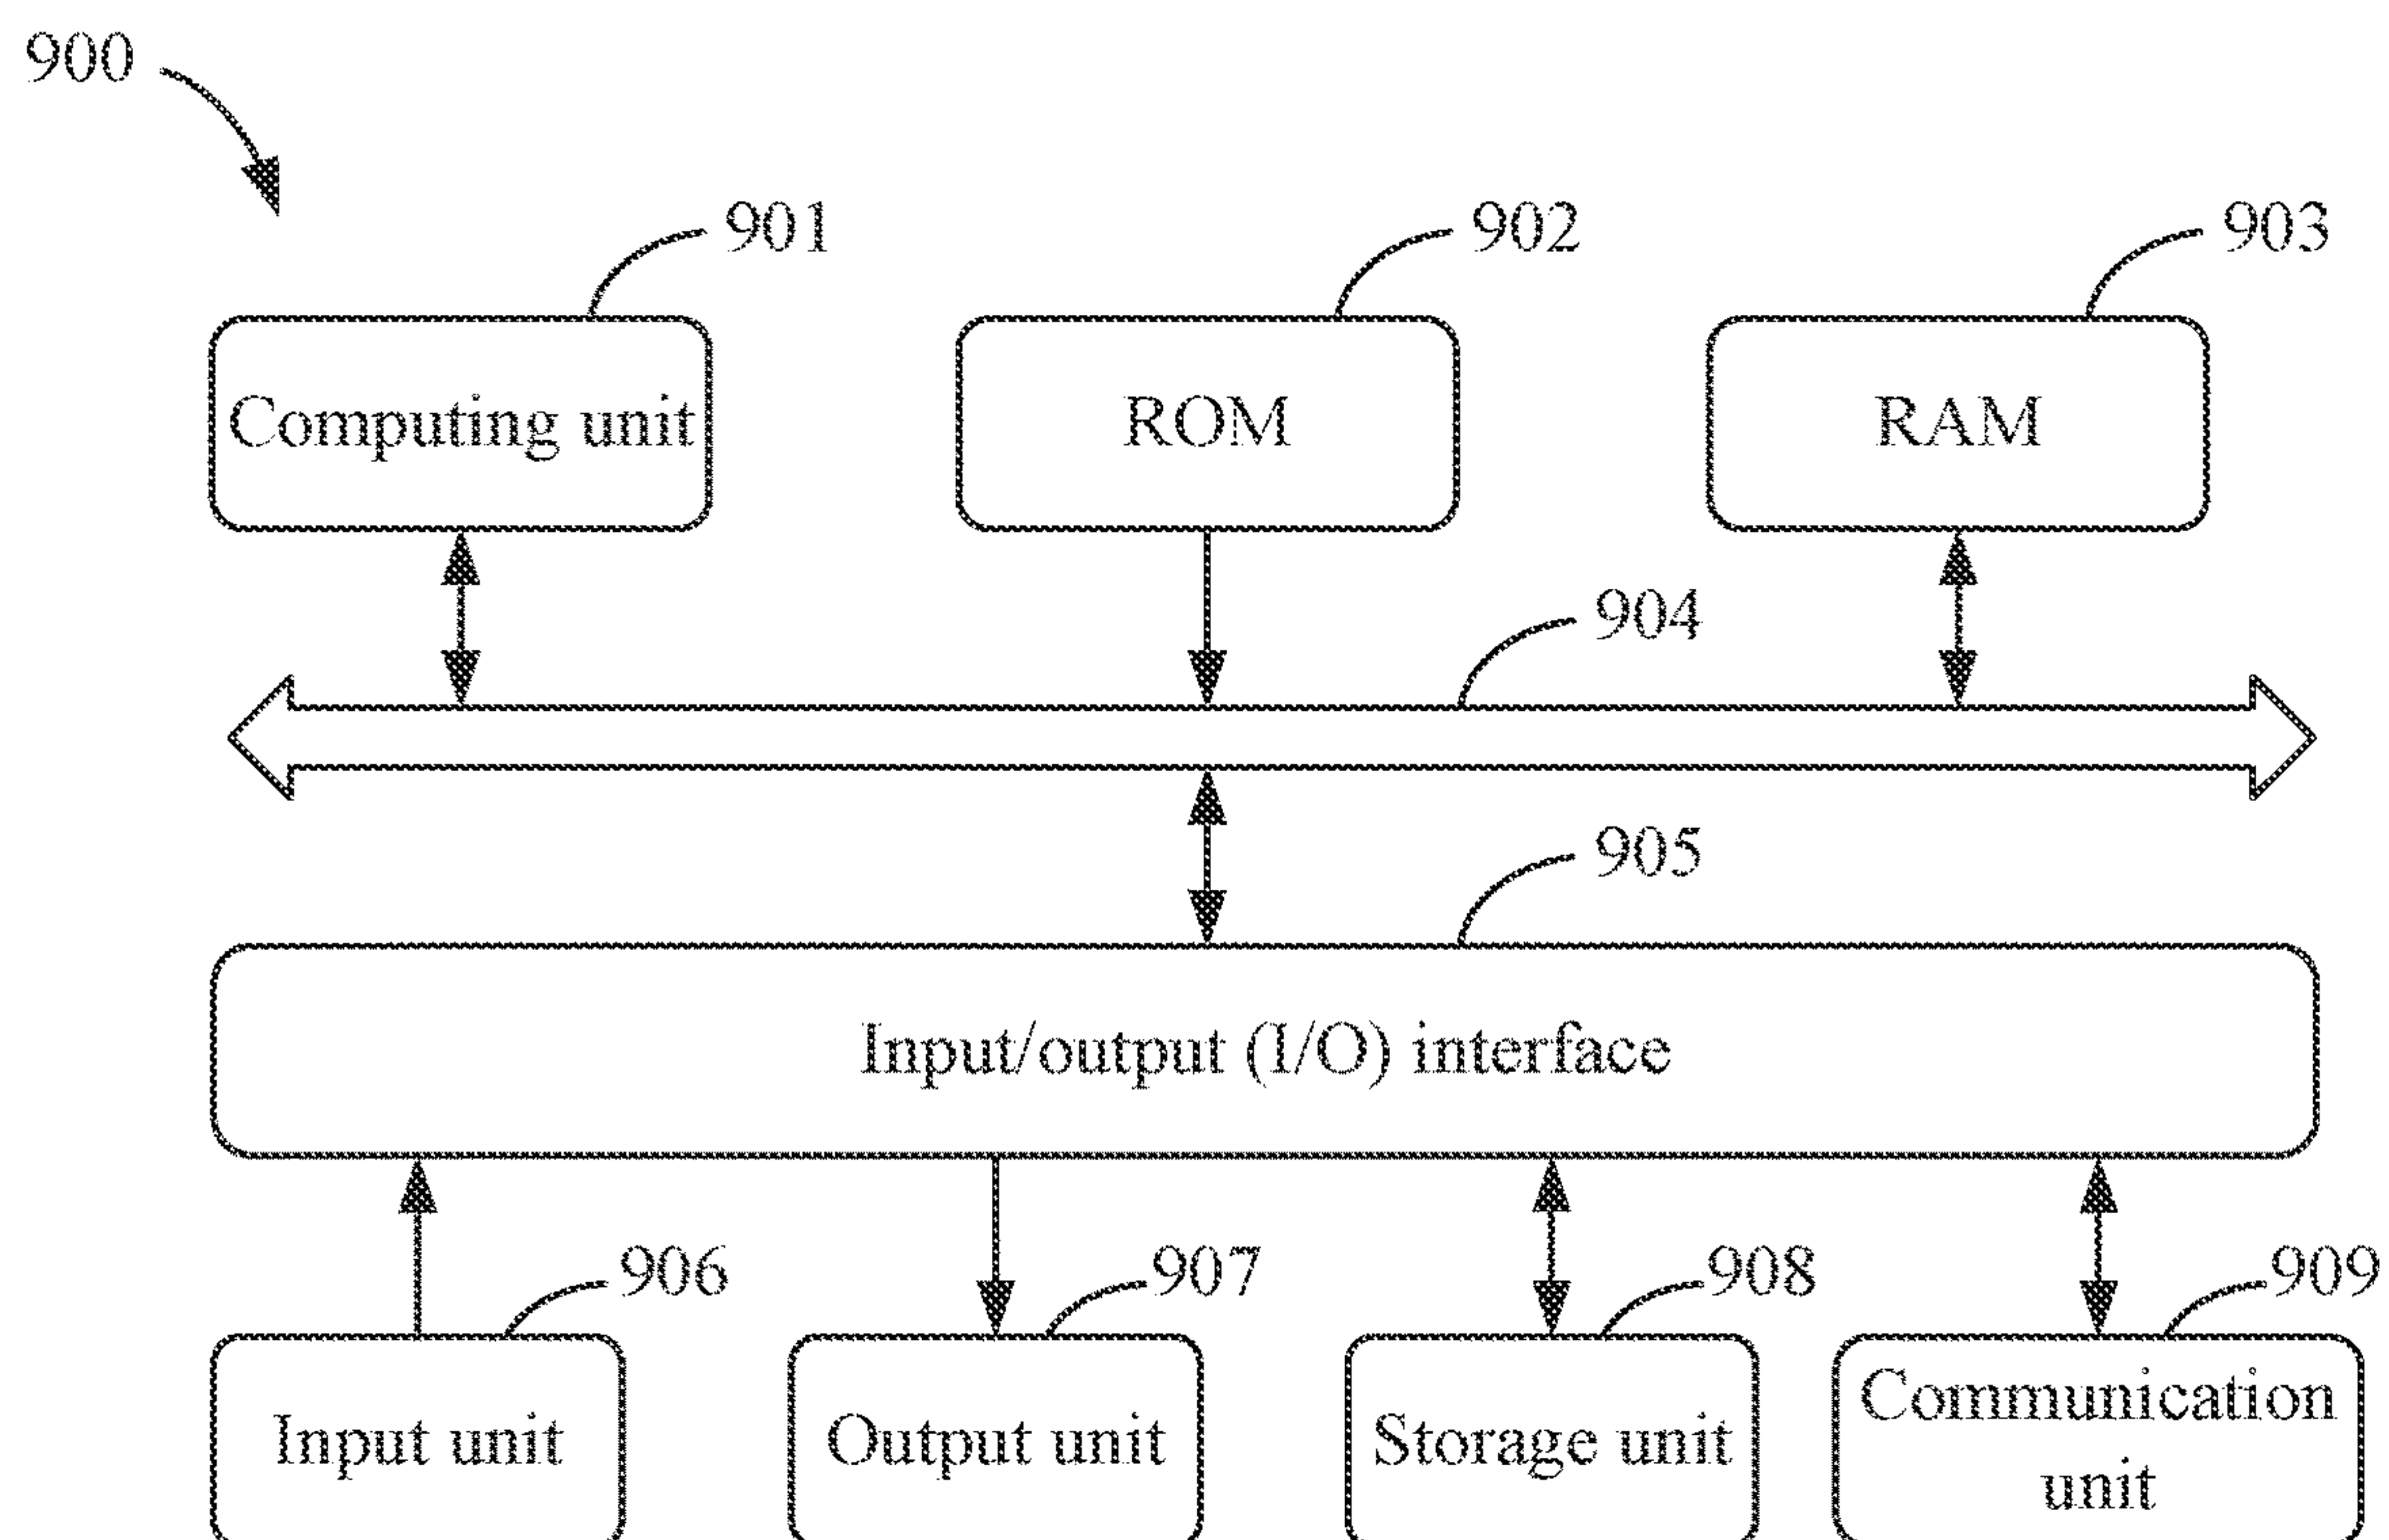 900
901
902
903
Computing unit
ROM
RAM
904
905
Input/output (I/O) interface
906
907
908
909
Input unit
Output unit
Storage unit
Communication
unit